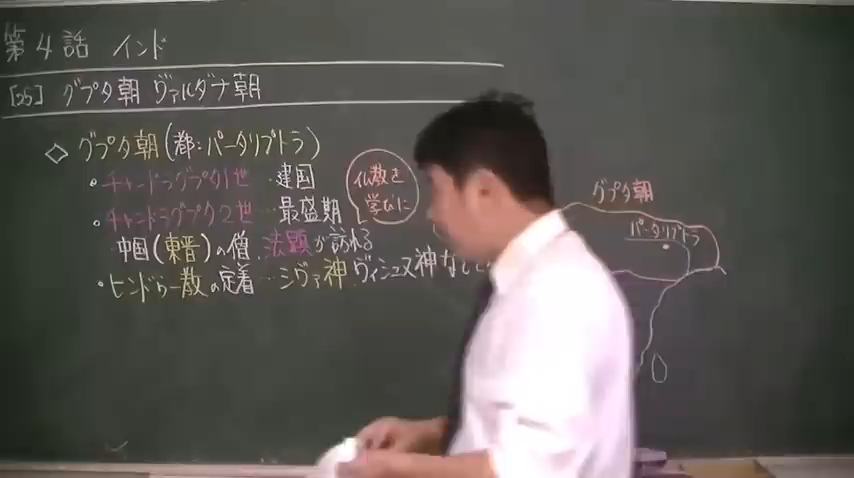 第4話 インド
[25] グプタ朝 ヴァルダナ朝
◇ グプタ朝(都:パータリプトラ)
・チャンドラグプタ1世…建国
・チャンドラグプタ2世…最盛期
仏教を
学びに
中国(東晋)の僧、法顕が訪れる
・ヒンドゥー教の定着…シヴァ神、ヴィシュヌ神など
グプタ朝
パータリプトラ